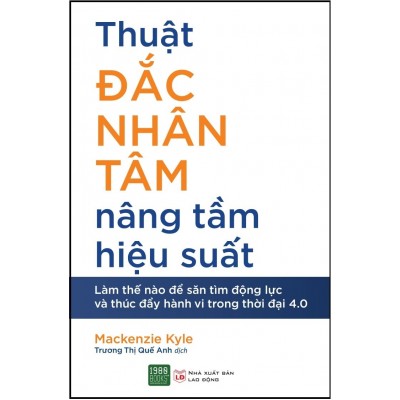 Thuật
ĐẮC
NHÂN
TÂM
nâng tầm
hiệu suất
Làm thế nào để săn tìm động lực
và thúc đẩy hành vi trong thời đại 4.0
Mackenzie Kyle
Trương Thị Quế Anh dịch
1980
BOOKS
LĐ
NHÀ XUẤT BẢN
LAO ĐỘNG